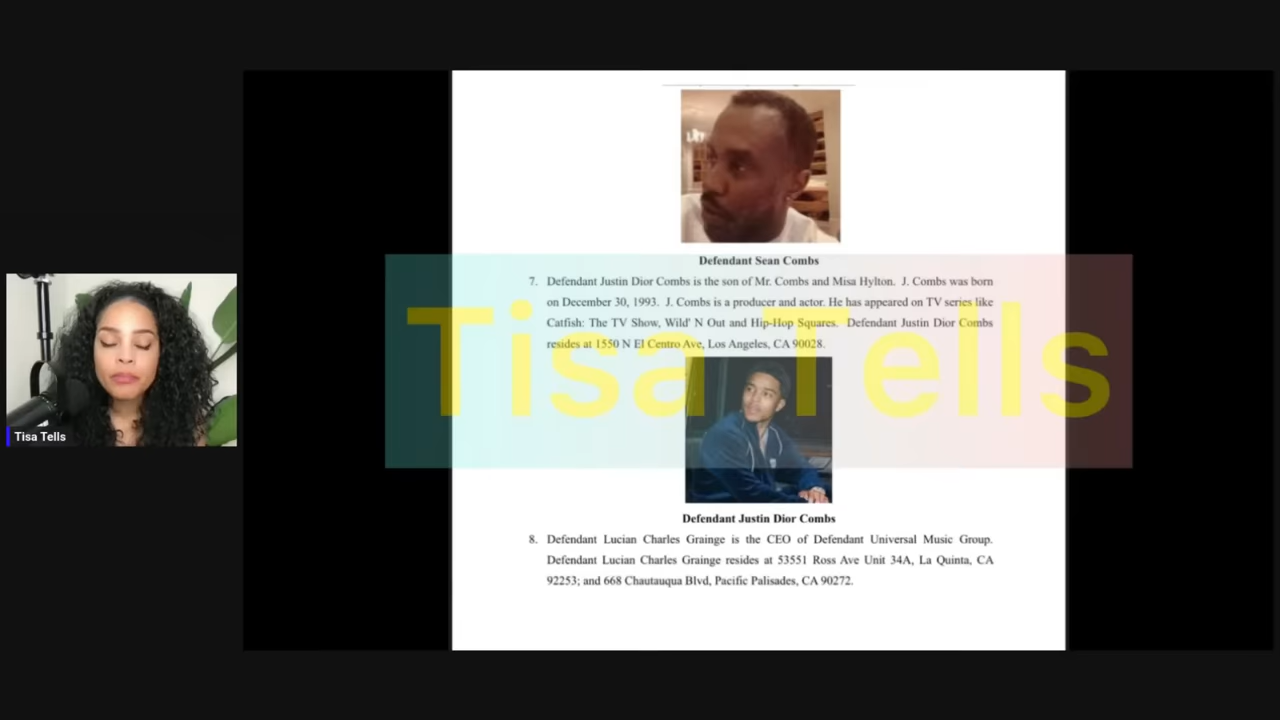 Defendant Sean Combs
7. Defendant Justin Dior Combs is the son of Mr. Combs and Misa Hylton. J. Combs was born
on December 30, 1993. J. Combs is a producer and actor. He has appeared on TV series like
Catfish: The TV Show, Wild' N Out and Hip-Hop Squares. Defendant Justin Dior Combs
resides at 1550 N El Centro Ave, Los Angeles, CA 90028.
Tisa Tells
Defendant Justin Dior Combs
8. Defendant Lucian Charles Grainge is the CEO of Defendant Universal Music Group.
Defendant Lucian Charles Grainge resides at 53551 Ross Ave Unit 34A, La Quinta, CA
92253; and 668 Chautauqua Blvd, Pacific Palisades, CA 90272.
Tisa Tells